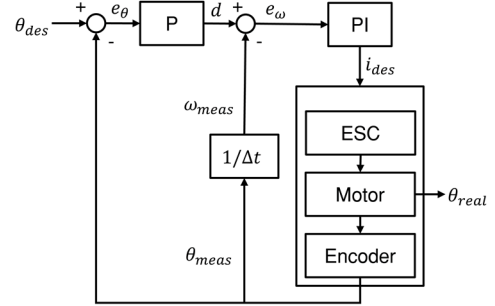 + e_θ P d + e_ω PI
θ_des - -
i_des
ω_meas
ESC
1/Δt
Motor θ_real
θ_meas Encoder